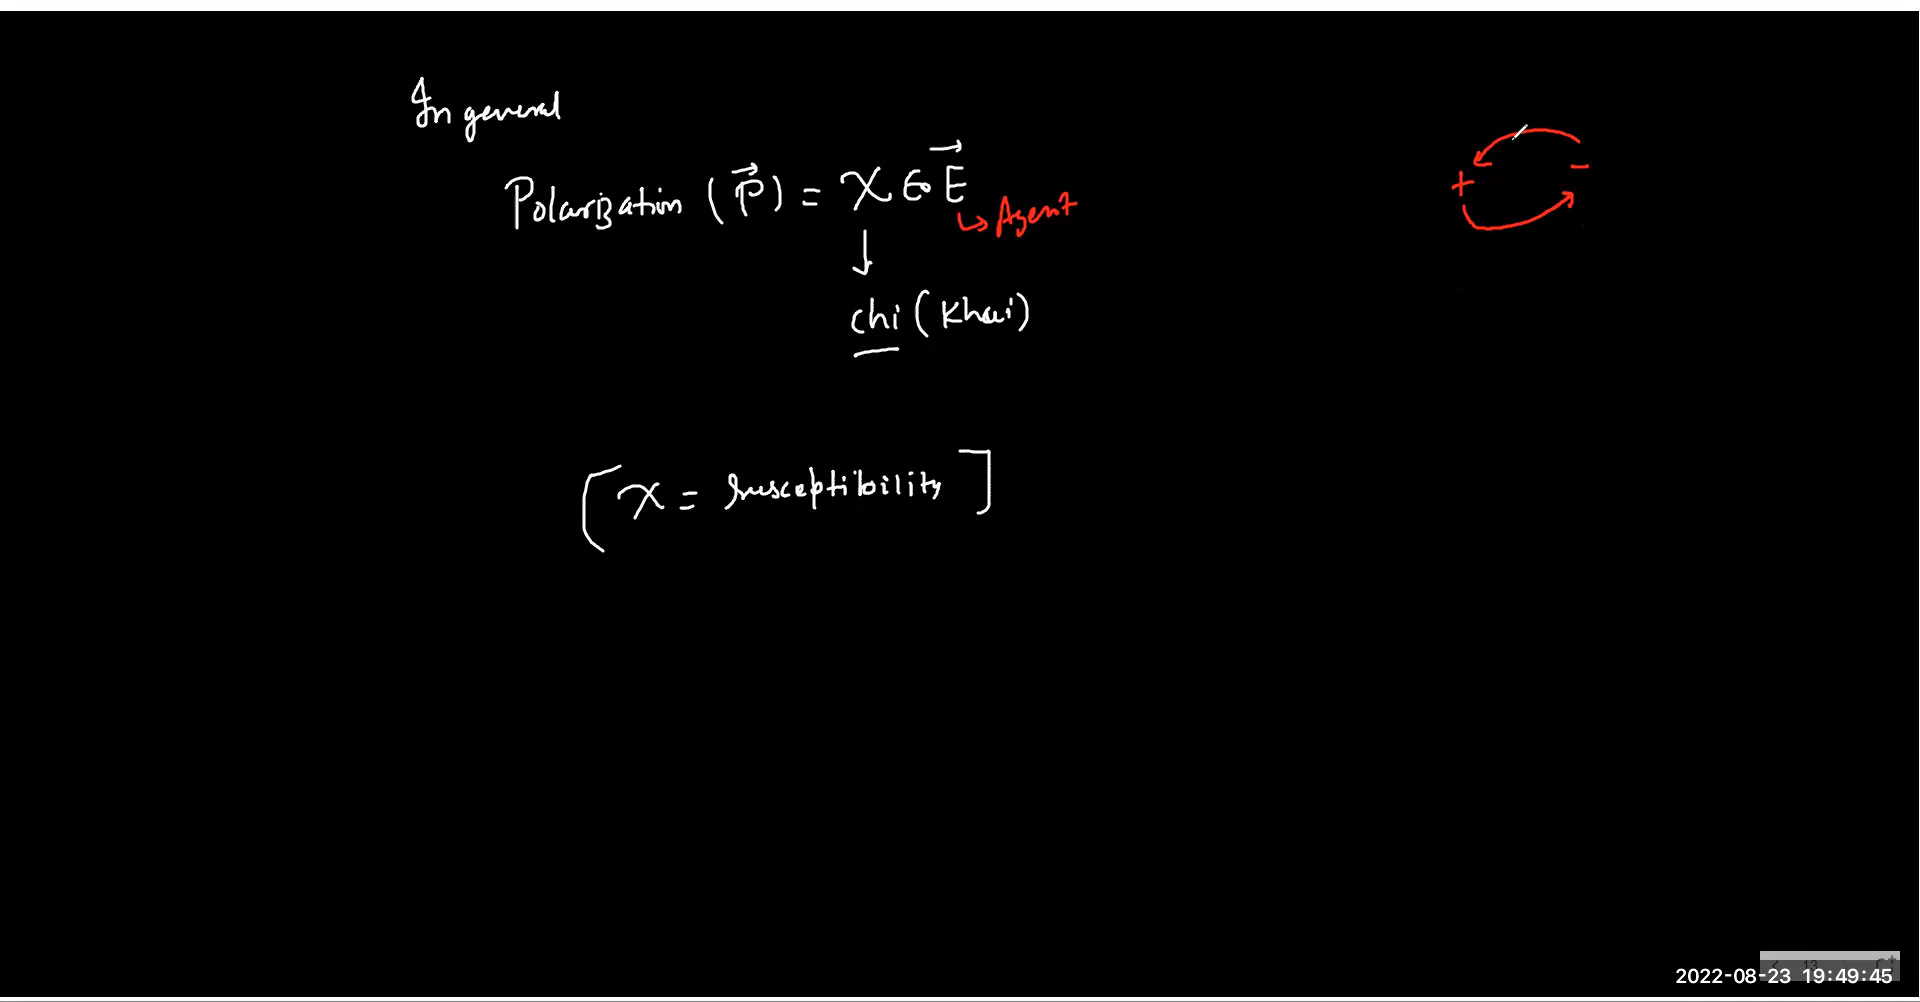 In general
Polarization (P⃗) = χ ϵ₀ E⃗
↳ Agent
↓
chi (Khai)
[χ = Susceptibility]
+ -
2022-08-23 19:49:45